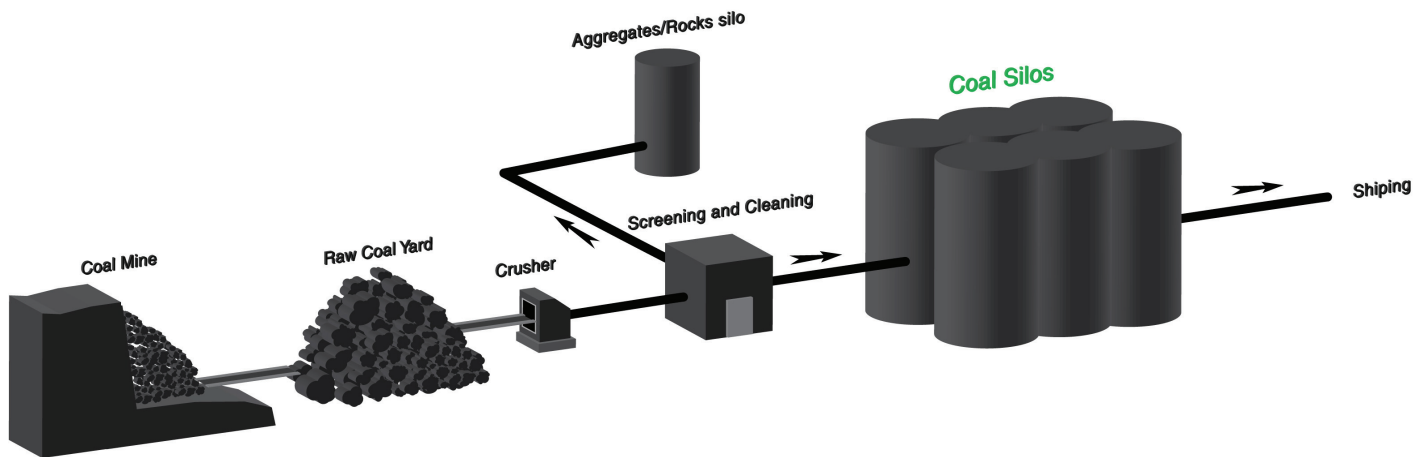 Coal Mine
Raw Coal Yard
Crusher
Screening and Cleaning
Aggregates/Rocks silo
Coal Silos
Shiping